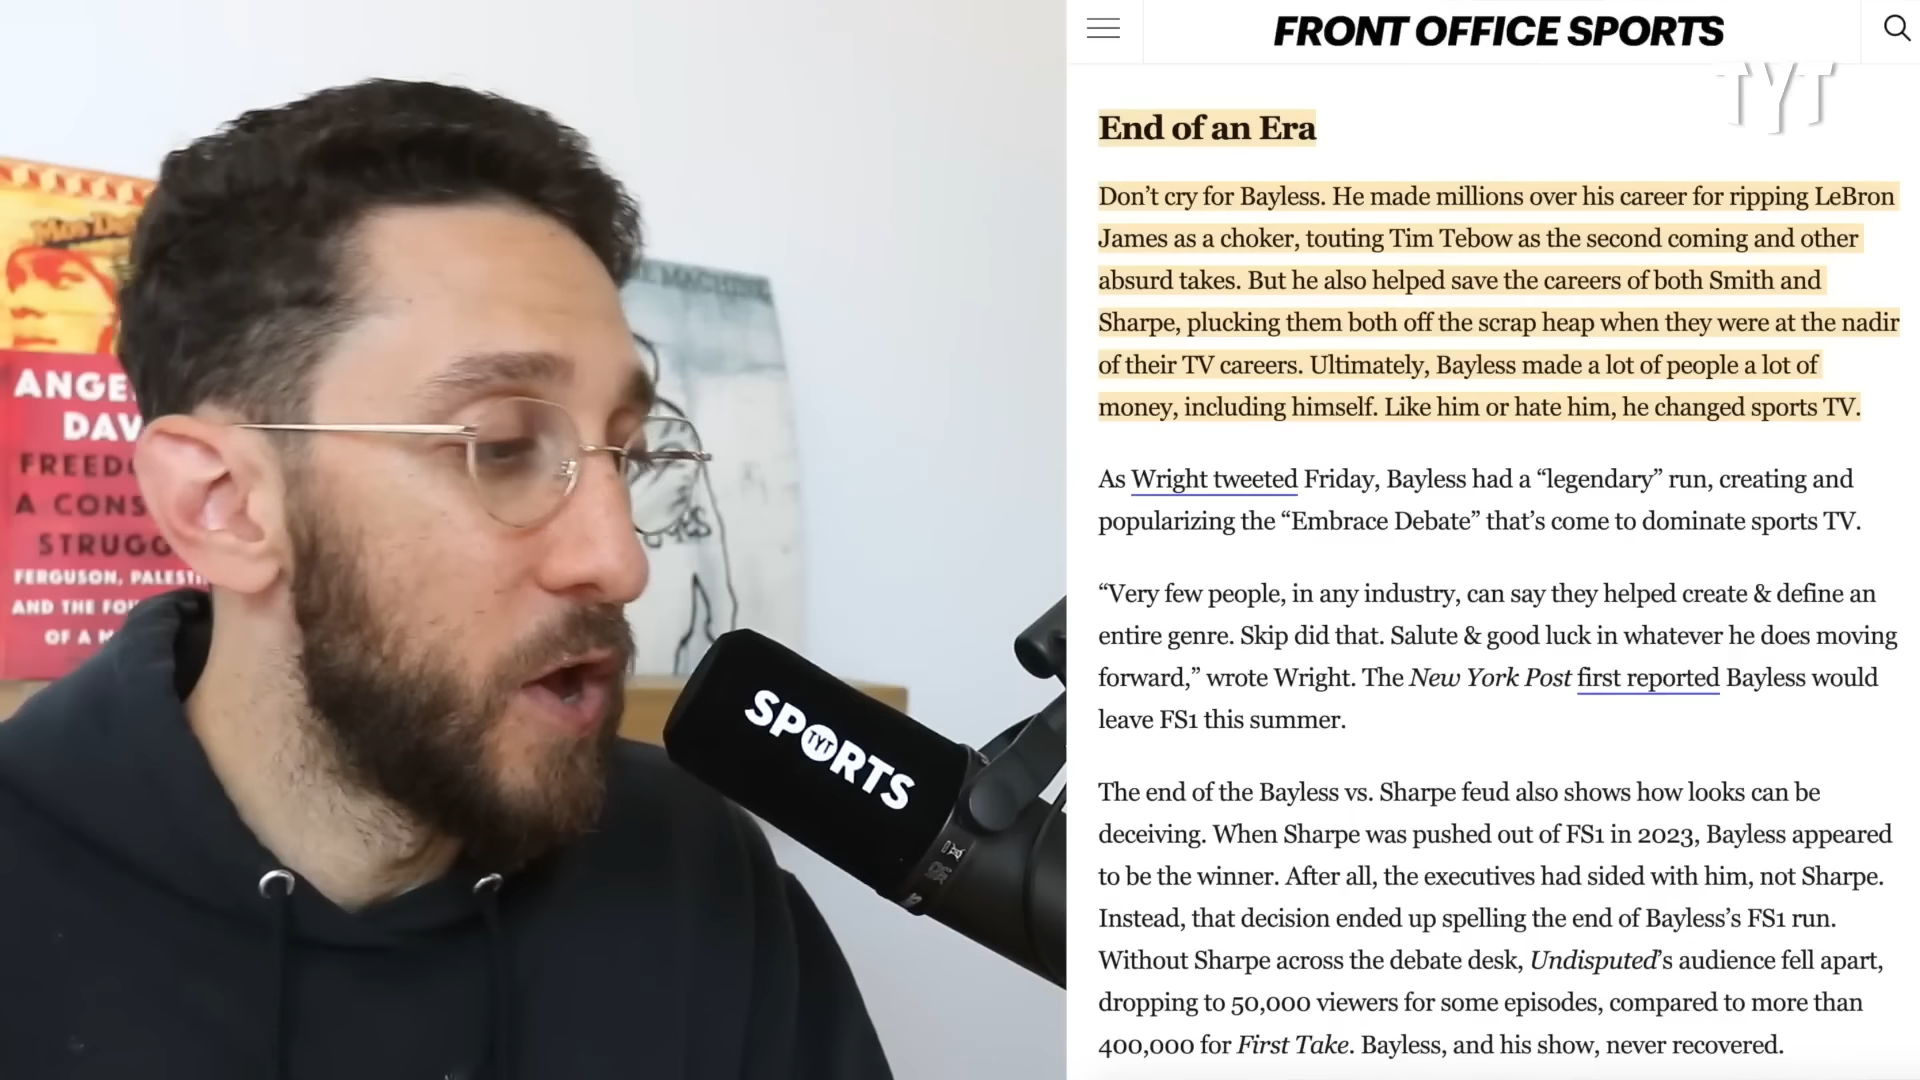 FRONT OFFICE SPORTS
TYT
End of an Era
Don’t cry for Bayless. He made millions over his career for ripping LeBron
James as a choker, touting Tim Tebow as the second coming and other
absurd takes. But he also helped save the careers of both Smith and
Sharpe, plucking them both off the scrap heap when they were at the nadir
of their TV careers. Ultimately, Bayless made a lot of people a lot of
money, including himself. Like him or hate him, he changed sports TV.
As Wright tweeted Friday, Bayless had a “legendary” run, creating and
popularizing the “Embrace Debate” that’s come to dominate sports TV.
“Very few people, in any industry, can say they helped create & define an
entire genre. Skip did that. Salute & good luck in whatever he does moving
forward,” wrote Wright. The New York Post first reported Bayless would
leave FS1 this summer.
The end of the Bayless vs. Sharpe feud also shows how looks can be
deceiving. When Sharpe was pushed out of FS1 in 2023, Bayless appeared
to be the winner. After all, the executives had sided with him, not Sharpe.
Instead, that decision ended up spelling the end of Bayless’s FS1 run.
Without Sharpe across the debate desk, Undisputed’s audience fell apart,
dropping to 50,000 viewers for some episodes, compared to more than
400,000 for First Take. Bayless, and his show, never recovered.
Mos De
MACHINE
ANGE
DAV
FREED
A CONS
STRUGG
FERGUSON, PALESTI
AND THE FOU
OF A M
SPORTS
TYT